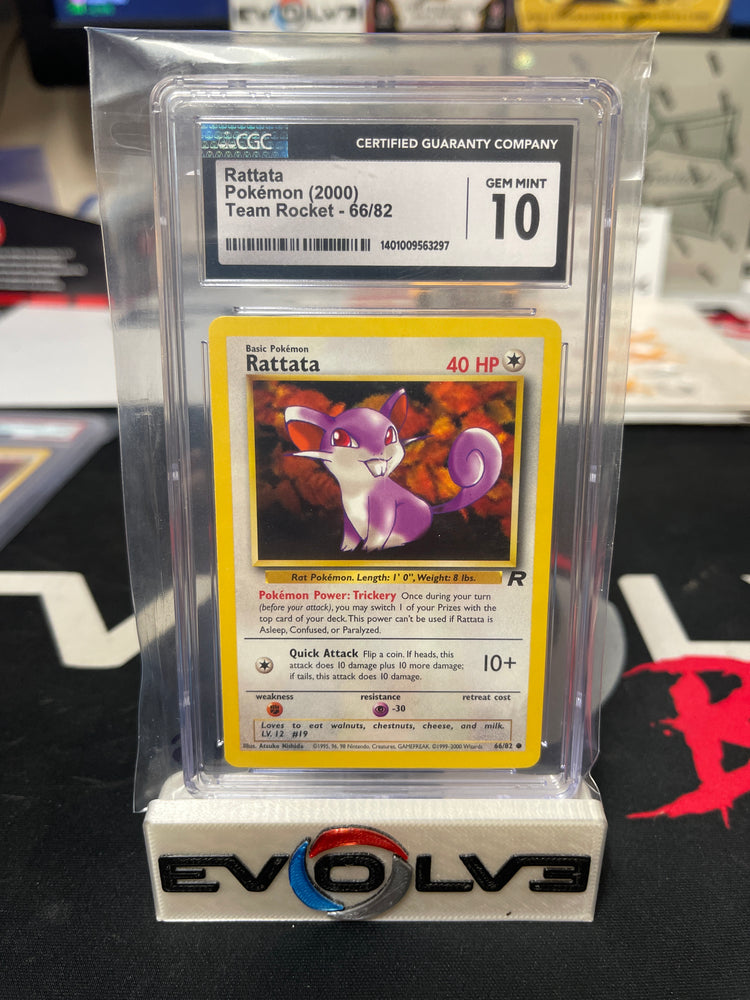 EVOLV3
CGC
CERTIFIED GUARANTY COMPANY
Rattata
Pokémon (2000)
Team Rocket - 66/82
GEM MINT
10
1401009563297
Basic Pokémon
Rattata
40 HP
Rat Pokémon. Length: 1' 0", Weight: 8 lbs.
R
Pokémon Power: Trickery Once during your turn
(before your attack), you may switch 1 of your Prizes with the
top card of your deck. This power can't be used if Rattata is
Asleep, Confused, or Paralyzed.
Quick Attack Flip a coin. If heads, this
attack does 10 damage plus 10 more damage;
if tails, this attack does 10 damage.
10+
weakness
resistance
retreat cost
-30
Loves to eat walnuts, chestnuts, cheese, and milk.
LV. 12 #19
Illus. Atsuko Nishida
©1995, 96, 98 Nintendo, Creatures, GAMEFREAK. ©1999-2000 Wizards
66/82
EVOLV3